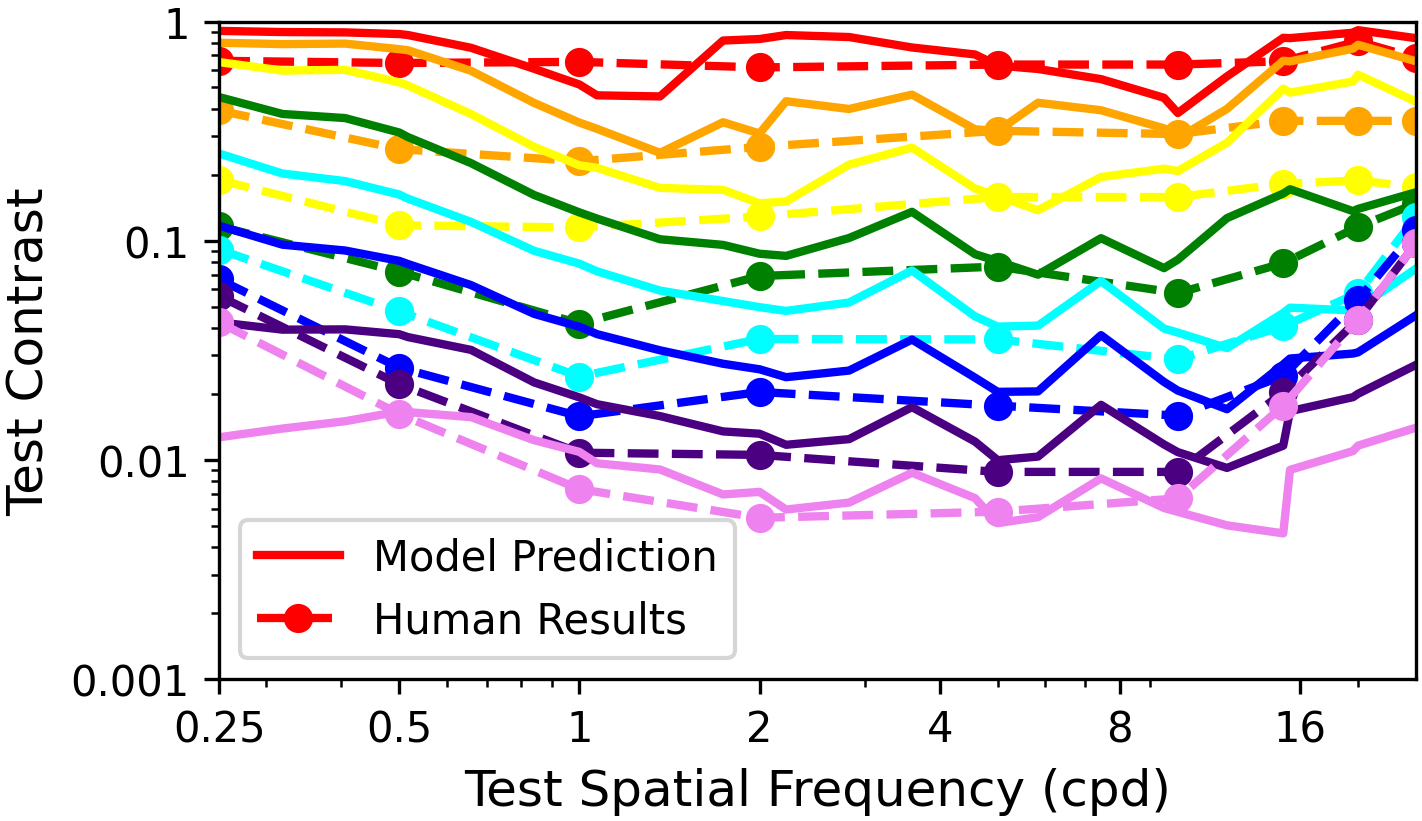 1
0.1
0.01
0.001
Test Contrast
Model Prediction
Human Results
0.25 0.5 1 2 4 8 16
Test Spatial Frequency (cpd)